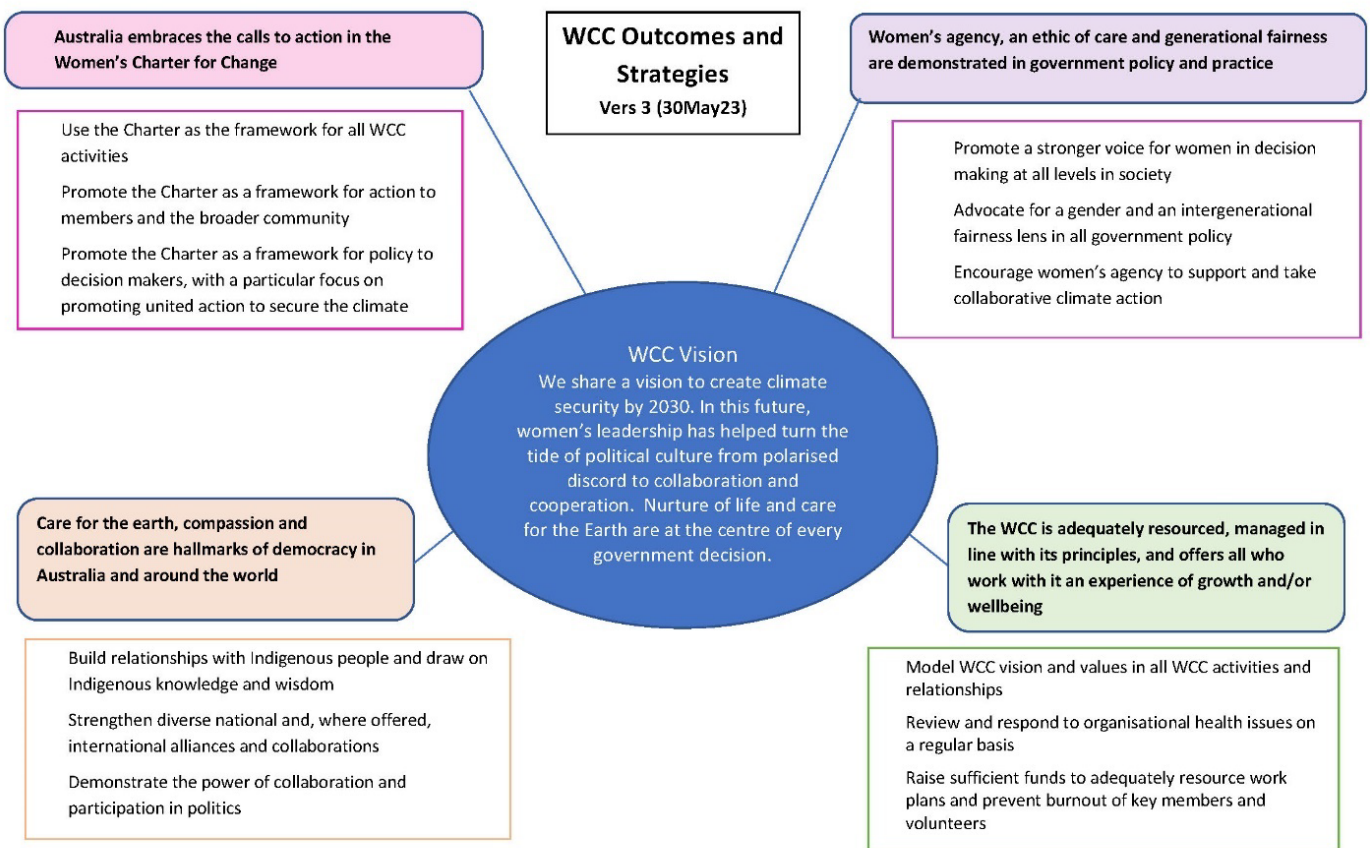 Australia embraces the calls to action in the
Women’s Charter for Change
Use the Charter as the framework for all WCC
activities
Promote the Charter as a framework for action to
members and the broader community
Promote the Charter as a framework for policy to
decision makers, with a particular focus on
promoting united action to secure the climate
WCC Outcomes and
Strategies
Vers 3 (30May23)
Women’s agency, an ethic of care and generational fairness
are demonstrated in government policy and practice
Promote a stronger voice for women in decision
making at all levels in society
Advocate for a gender and an intergenerational
fairness lens in all government policy
Encourage women’s agency to support and take
collaborative climate action
WCC Vision
We share a vision to create climate
security by 2030. In this future,
women’s leadership has helped turn the
tide of political culture from polarised
discord to collaboration and
cooperation.  Nurture of life and care
for the Earth are at the centre of every
government decision.
Care for the earth, compassion and
collaboration are hallmarks of democracy in
Australia and around the world
Build relationships with Indigenous people and draw on
Indigenous knowledge and wisdom
Strengthen diverse national and, where offered,
international alliances and collaborations
Demonstrate the power of collaboration and
participation in politics
The WCC is adequately resourced, managed in
line with its principles, and offers all who
work with it an experience of growth and/or
wellbeing
Model WCC vision and values in all WCC activities and
relationships
Review and respond to organisational health issues on
a regular basis
Raise sufficient funds to adequately resource work
plans and prevent burnout of key members and
volunteers